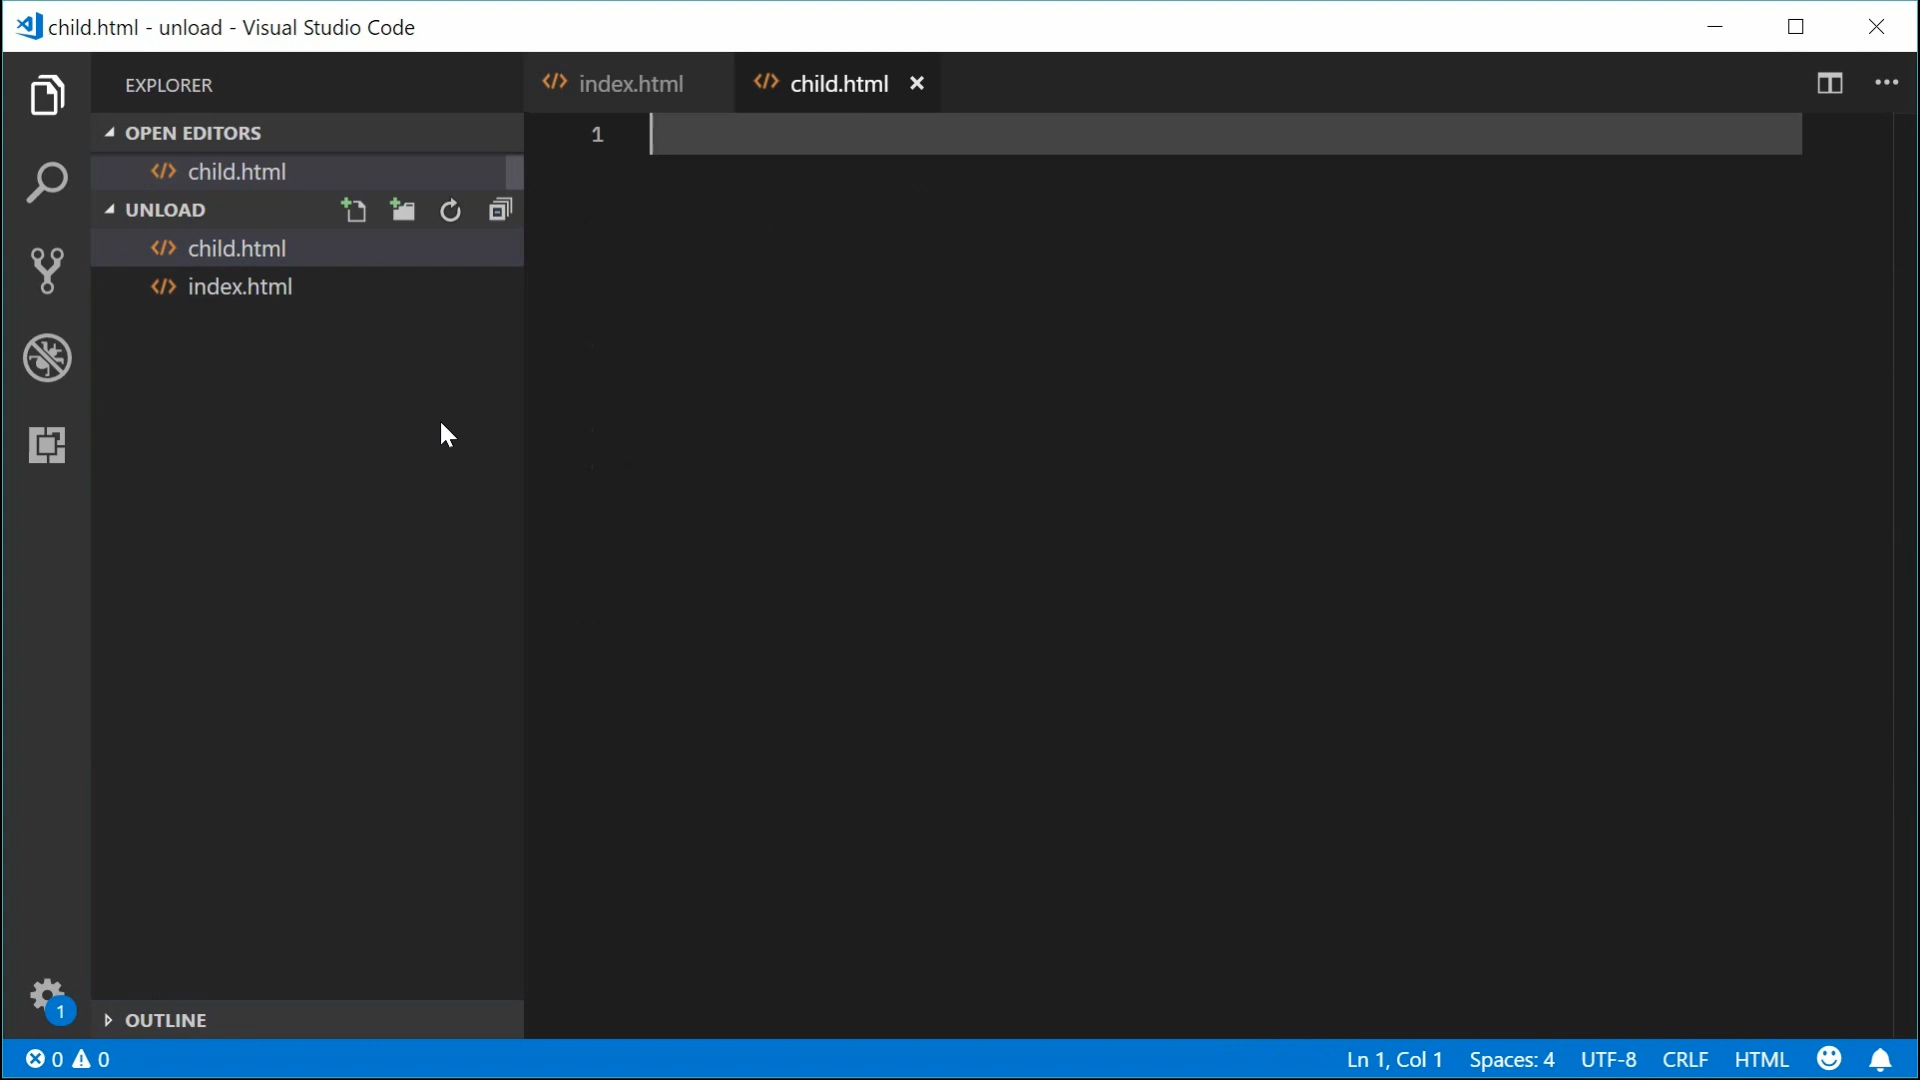 child.html - unload - Visual Studio Code
EXPLORER
index.html
child.html
OPEN EDITORS
child.html
UNLOAD
child.html
index.html
1
1
OUTLINE
0 0
Ln 1, Col 1 Spaces: 4 UTF-8 CRLF HTML